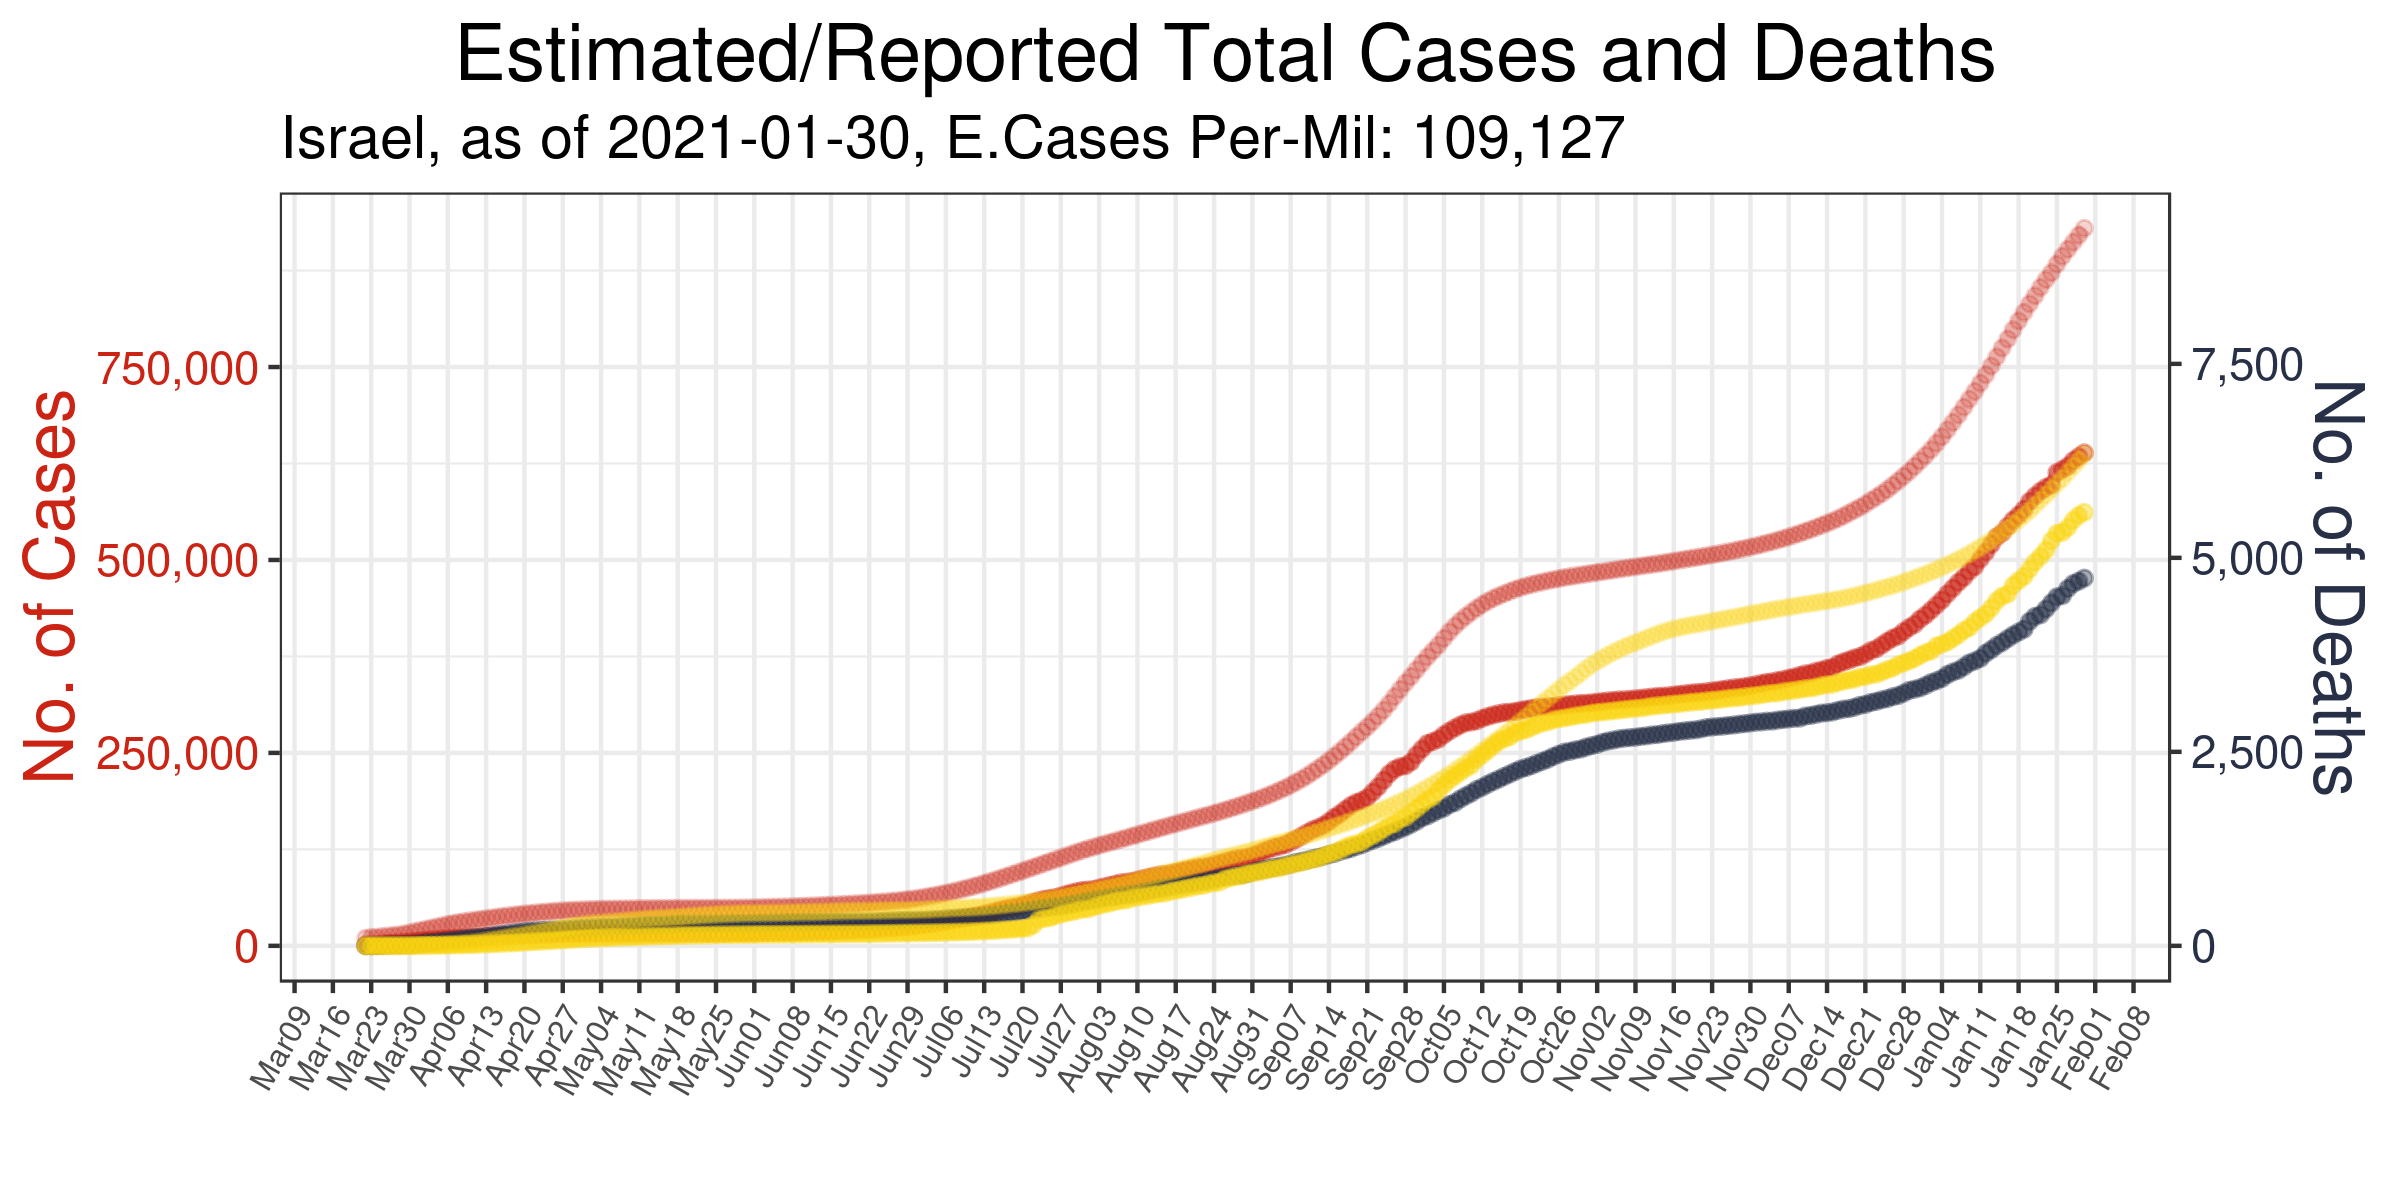 Estimated/Reported Total Cases and Deaths
Israel, as of 2021-01-30, E.Cases Per-Mil: 109,127
No. of Cases
750,000
500,000
250,000
0
7,500
5,000
2,500
0
No. of Deaths
Mar09
Mar16
Mar23
Mar30
Apr06
Apr13
Apr20
Apr27
May04
May11
May18
May25
Jun01
Jun08
Jun15
Jun22
Jun29
Jul06
Jul13
Jul20
Jul27
Aug03
Aug10
Aug17
Aug24
Aug31
Sep07
Sep14
Sep21
Sep28
Oct05
Oct12
Oct19
Oct26
Nov02
Nov09
Nov16
Nov23
Nov30
Dec07
Dec14
Dec21
Dec28
Jan04
Jan11
Jan18
Jan25
Feb01
Feb08